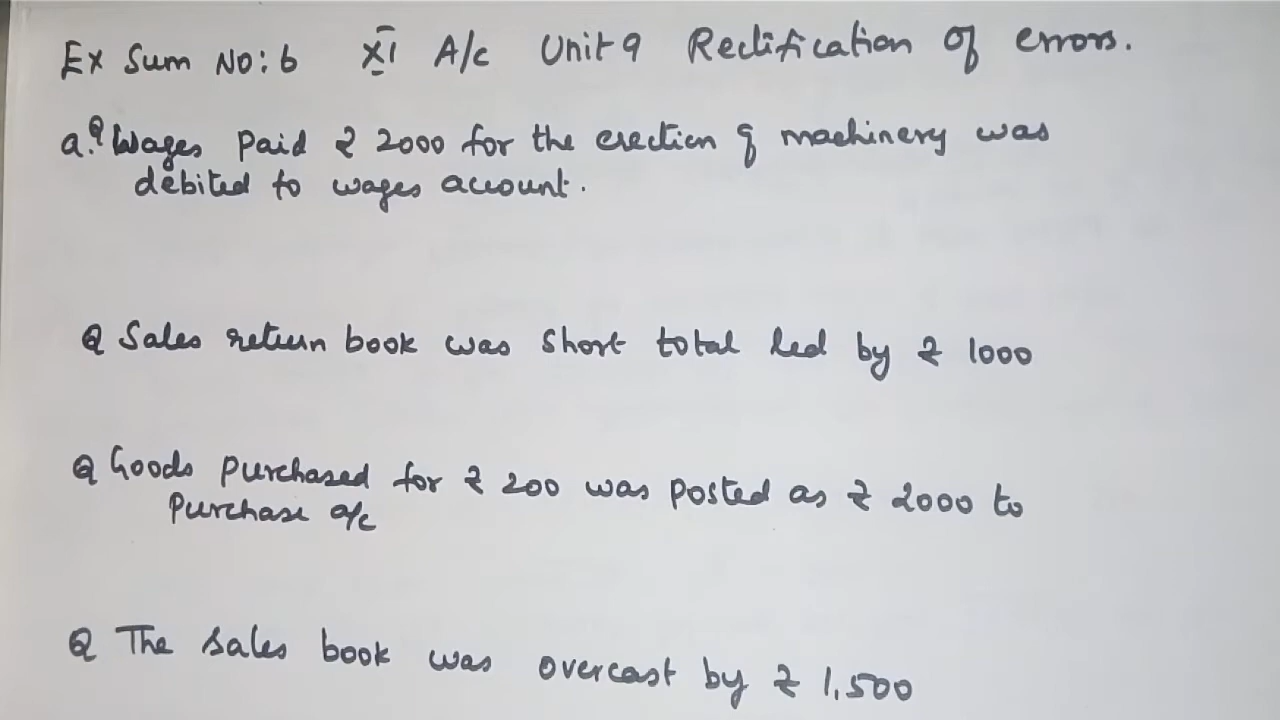 Ex Sum No: 6 XI A/c Unit 9 Rectification of errors.
a. Q Wages paid ₹ 2000 for the erection of machinery was
debited to wages account.
Q Sales return book was short total led by ₹ 1000
Q Goods purchased for ₹ 200 was posted as ₹ 2000 to
purchase a/c
Q The sales book was overcast by ₹ 1,500